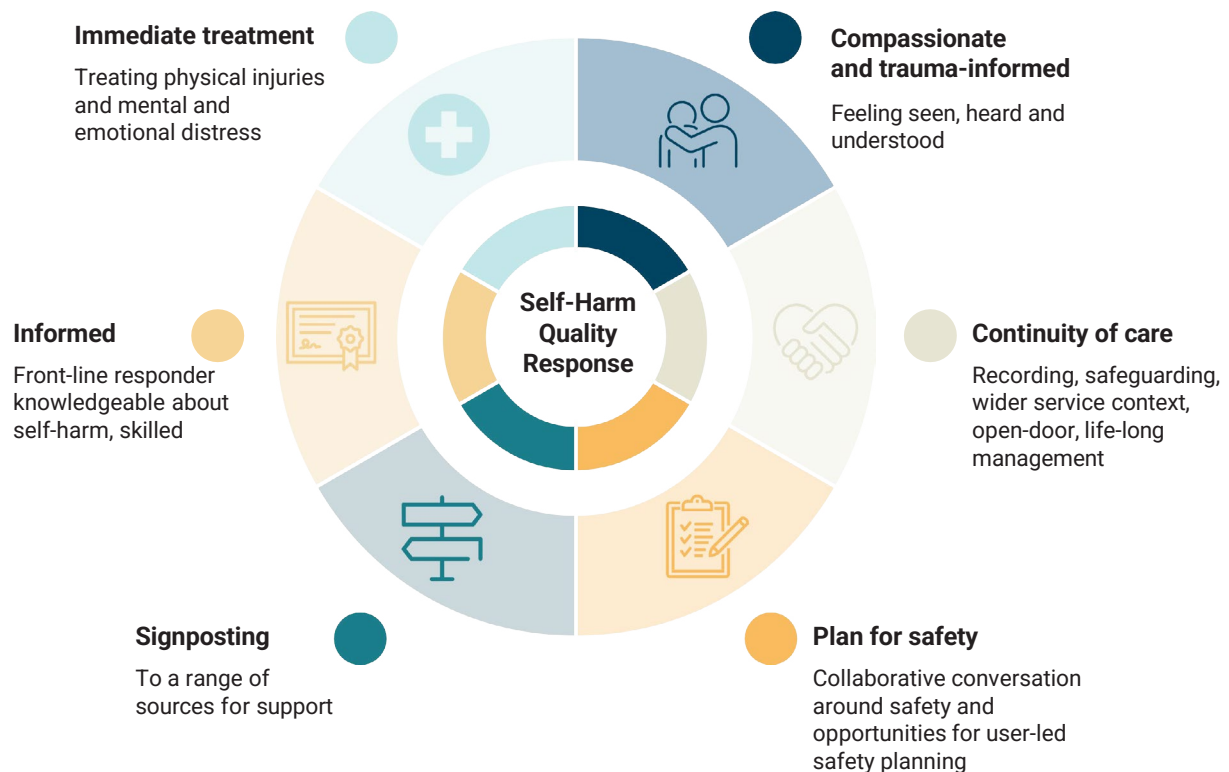 Immediate treatment
Treating physical injuries
and mental and
emotional distress
Compassionate
and trauma-informed
Feeling seen, heard and
understood
Self-Harm
Quality
Response
Informed
Front-line responder
knowledgeable about
self-harm, skilled
Continuity of care
Recording, safeguarding,
wider service context,
open-door, life-long
management
Signposting
To a range of
sources for support
Plan for safety
Collaborative conversation
around safety and
opportunities for user-led
safety planning